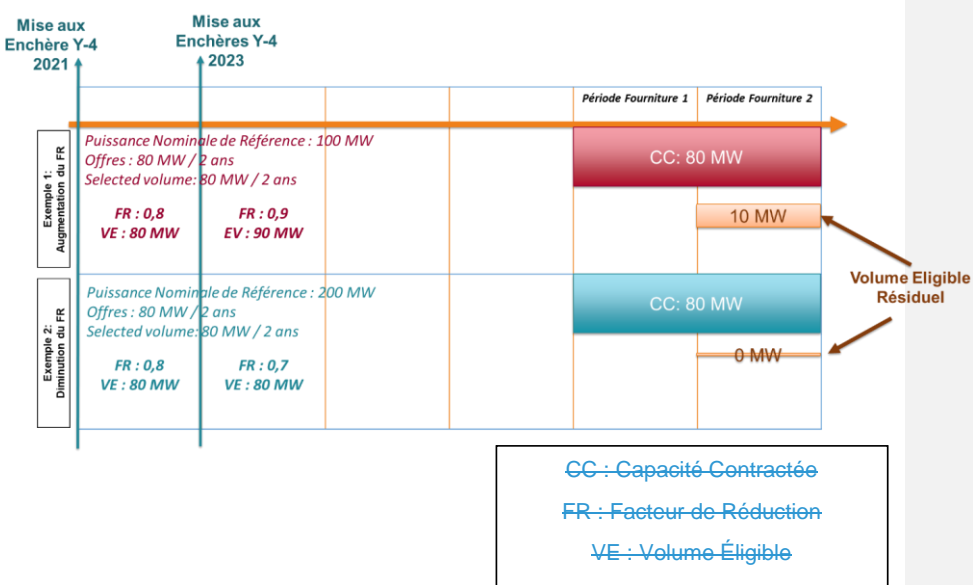 Mise aux
Enchère Y-4
2021
Mise aux
Enchères Y-4
2023
Période Fourniture 1
Période Fourniture 2
Exemple 1:
Augmentation du FR
Puissance Nominale de Référence : 100 MW
Offres : 80 MW / 2 ans
Selected volume: 80 MW / 2 ans
FR : 0,8
VE : 80 MW
FR : 0,9
EV : 90 MW
CC: 80 MW
10 MW
Volume Eligible
Résiduel
Exemple 2:
Diminution du FR
Puissance Nominale de Référence : 200 MW
Offres : 80 MW / 2 ans
Selected volume: 80 MW / 2 ans
FR : 0,8
VE : 80 MW
FR : 0,7
VE : 80 MW
CC: 80 MW
0 MW
CC : Capacité Contractée
FR : Facteur de Réduction
VE : Volume Éligible